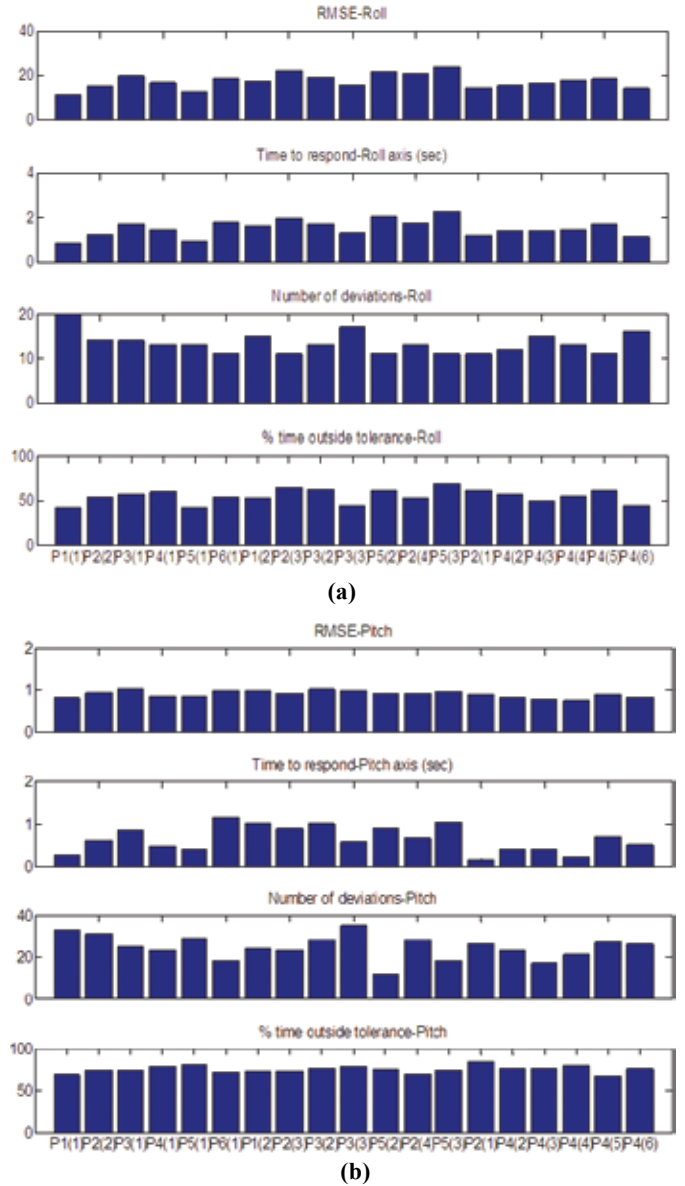 RMSE-Roll
40
20
0
Time to respond-Roll axis (sec)
4
2
0
Number of deviations-Roll
20
10
0
% time outside tolerance-Roll
100
50
0
P1(1)P2(2)P3(1)P4(1)P5(1)P6(1)P1(2)P2(3)P3(2)P3(3)P5(2)P2(4)P5(3)P2(1)P4(2)P4(3)P4(4)P4(5)P4(6)
(a)
RMSE-Pitch
2
1
0
Time to respond-Pitch axis (sec)
2
1
0
Number of deviations-Pitch
40
20
0
% time outside tolerance-Pitch
100
50
0
P1(1)P2(2)P3(1)P4(1)P5(1)P6(1)P1(2)P2(3)P3(2)P3(3)P5(2)P2(4)P5(3)P2(1)P4(2)P4(3)P4(4)P4(5)P4(6)
(b)